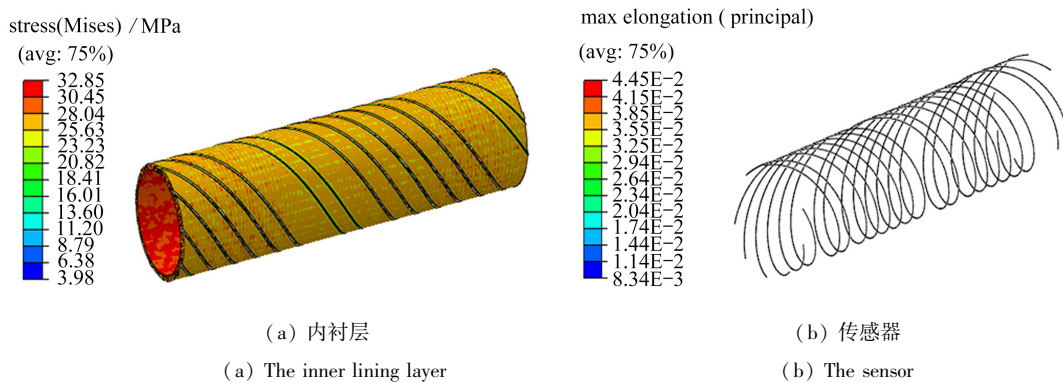 stress(Mises) /MPa
(avg: 75%)
32.85
30.45
28.04
25.63
23.23
20.82
18.41
16.01
13.60
11.20
8.79
6.38
3.98
(a) 内衬层
(a) The inner lining layer
max elongation ( principal)
(avg: 75%)
4.45E−2
4.15E−2
3.85E−2
3.55E−2
3.25E−2
2.94E−2
2.64E−2
2.34E−2
2.04E−2
1.74E−2
1.44E−2
1.14E−2
8.34E−3
(b) 传感器
(b) The sensor